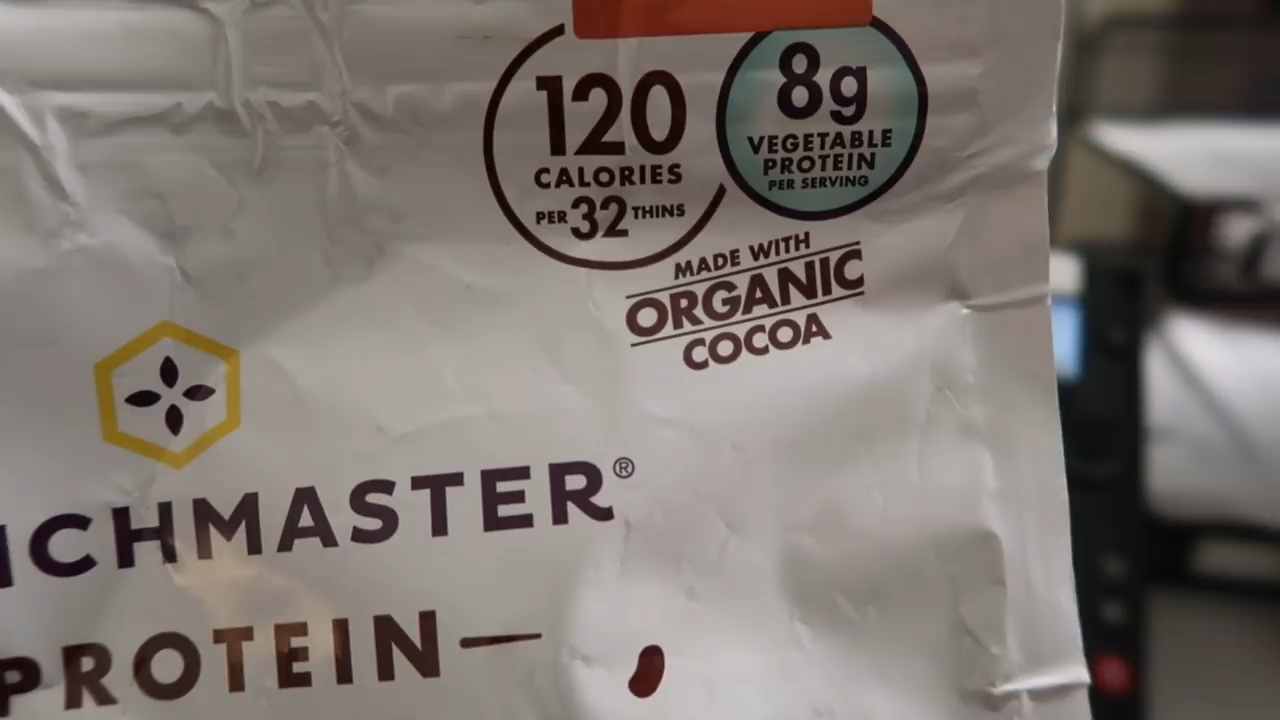 120
CALORIES
PER 32 THINS
8g
VEGETABLE
PROTEIN
PER SERVING
MADE WITH
ORGANIC
COCOA
CHMASTER®
PROTEIN—